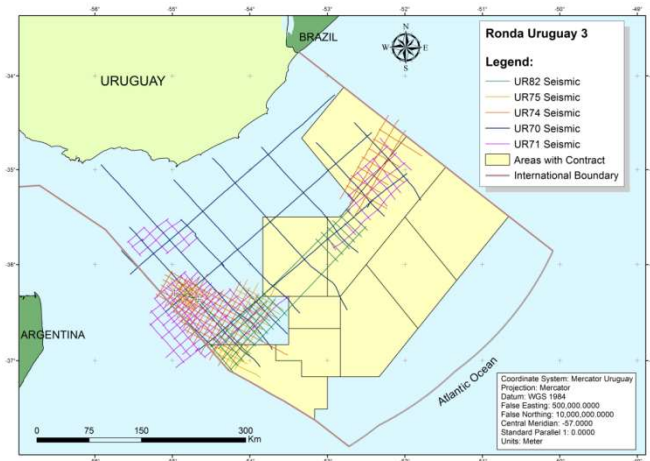 -56° -55° -54° -53° -52° -51° -50° -49°
BRAZIL
N
W E
S
Ronda Uruguay 3
Legend:
UR82 Seismic
UR75 Seismic
UR74 Seismic
UR70 Seismic
UR71 Seismic
Areas with Contract
International Boundary
-34°
URUGUAY
-35°
-36°
ARGENTINA
-37°
Atlantic Ocean
0 75 150 300
Km
Coordinate System: Mercator Uruguay
Projection: Mercator
Datum: WGS 1984
False Easting: 500,000.0000
False Northing: 10,000,000.0000
Central Meridian: -57.0000
Standard Parallel 1: 0.0000
Units: Meter